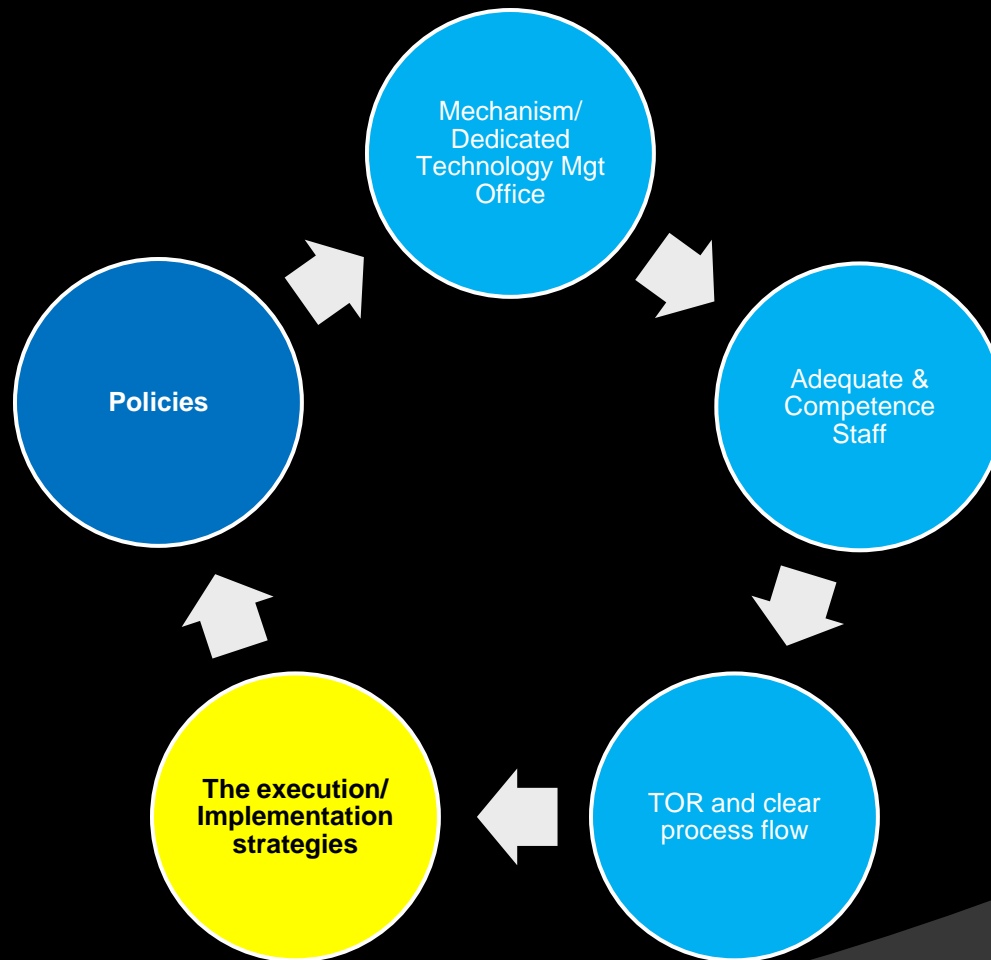 Mechanism/
Dedicated
Technology Mgt
Office
Adequate &
Competence
Staff
TOR and clear
process flow
The execution/
Implementation
strategies
Policies